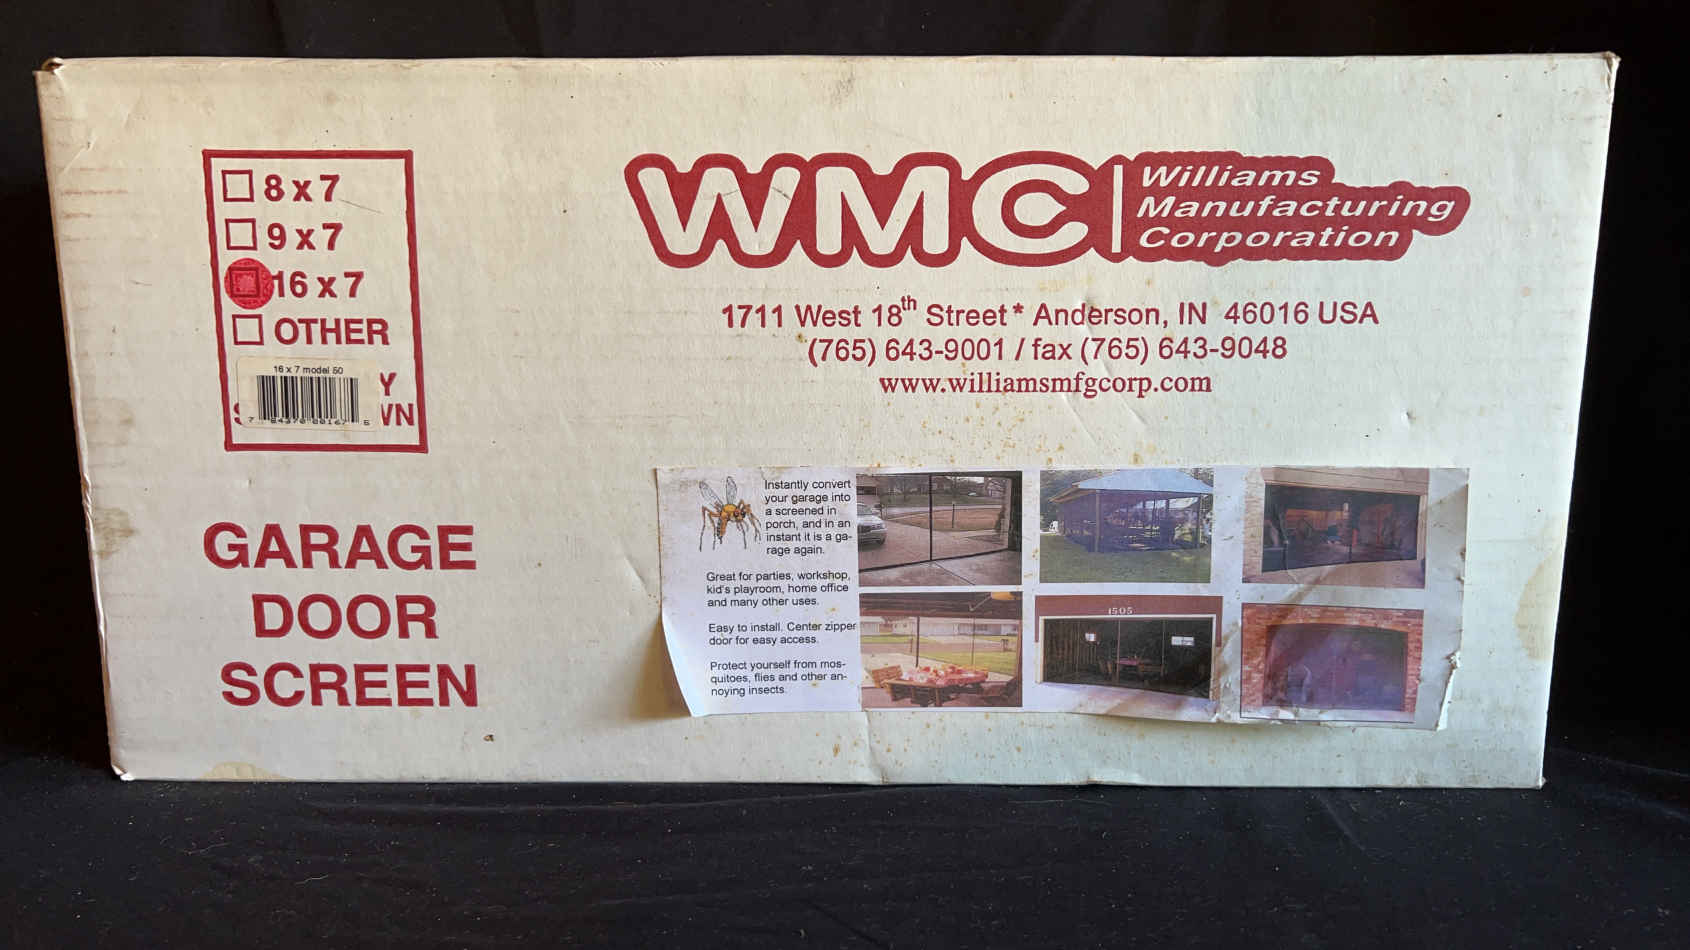 8 x 7
9 x 7
16 x 7
OTHER
16 x 7 model 50
Y
WN
GARAGE
DOOR
SCREEN
WMC
Williams
Manufacturing
Corporation
1711 West 18th Street * Anderson, IN 46016 USA
(765) 643-9001 / fax (765) 643-9048
www.williamsmfgcorp.com
Instantly convert
your garage into
a screened in
porch, and in an
instant it is a ga-
rage again.
Great for parties, workshop,
kid's playroom, home office
and many other uses.
Easy to install. Center zipper
door for easy access.
Protect yourself from mos-
quitoes, flies and other an-
noying insects.
1505